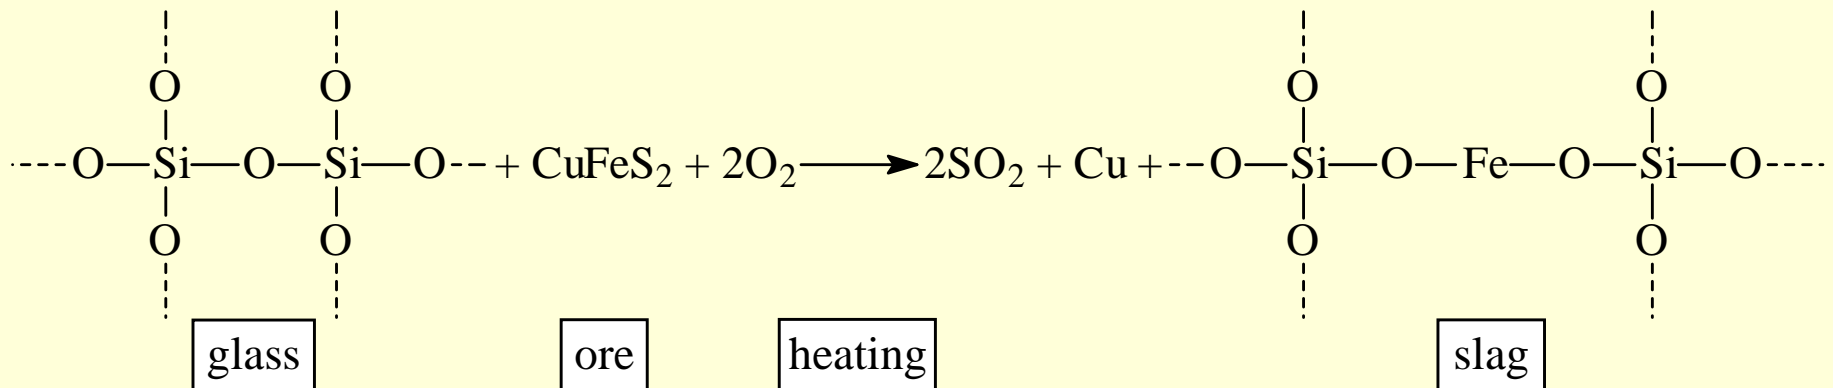 O O O O
O—Si—O—Si—O + CuFeS₂ + 2O₂ → 2SO₂ + Cu + O—Si—O—Fe—O—Si—O
O O O O
glass ore heating slag